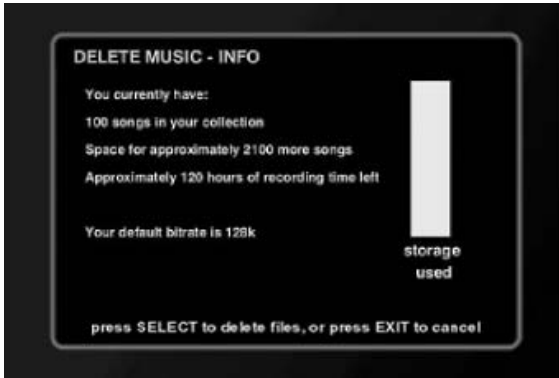 DELETE MUSIC - INFO
You currently have:
100 songs in your collection
Space for approximately 2100 more songs
Approximately 120 hours of recording time left
Your default bitrate is 128k
storage
used
press SELECT to delete files, or press EXIT to cancel